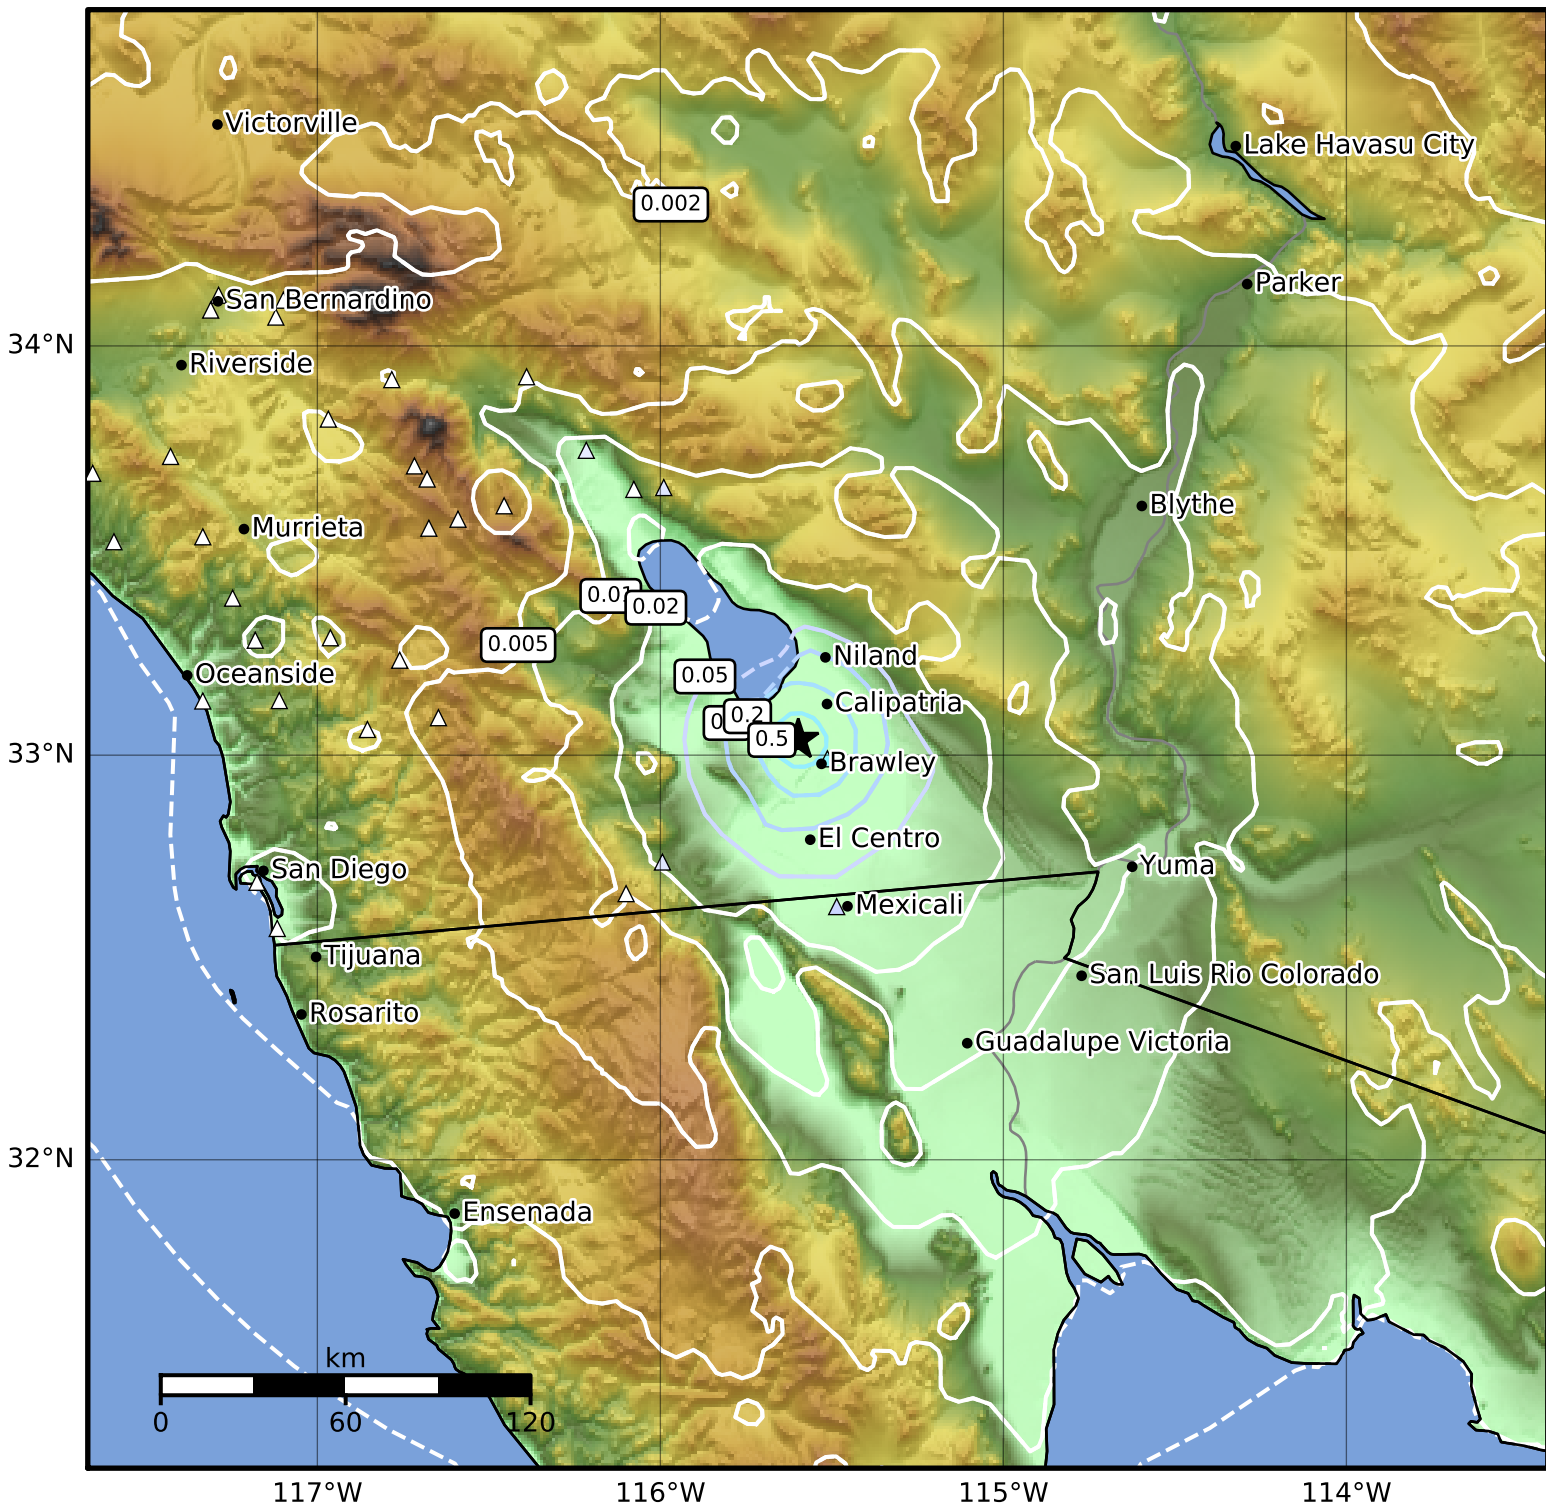 Victorville
Lake Havasu City
0.002
Parker
San Bernardino
34°N
Riverside
Blythe
Murrieta
0.01
0.02
0.005
Niland
Oceanside
0.05
Calipatria
0.2
0.5
33°N
Brawley
El Centro
San Diego
Yuma
Mexicali
Tijuana
San Luis Rio Colorado
Rosarito
Guadalupe Victoria
32°N
Ensenada
km
0 60 120
117°W 116°W 115°W 114°W